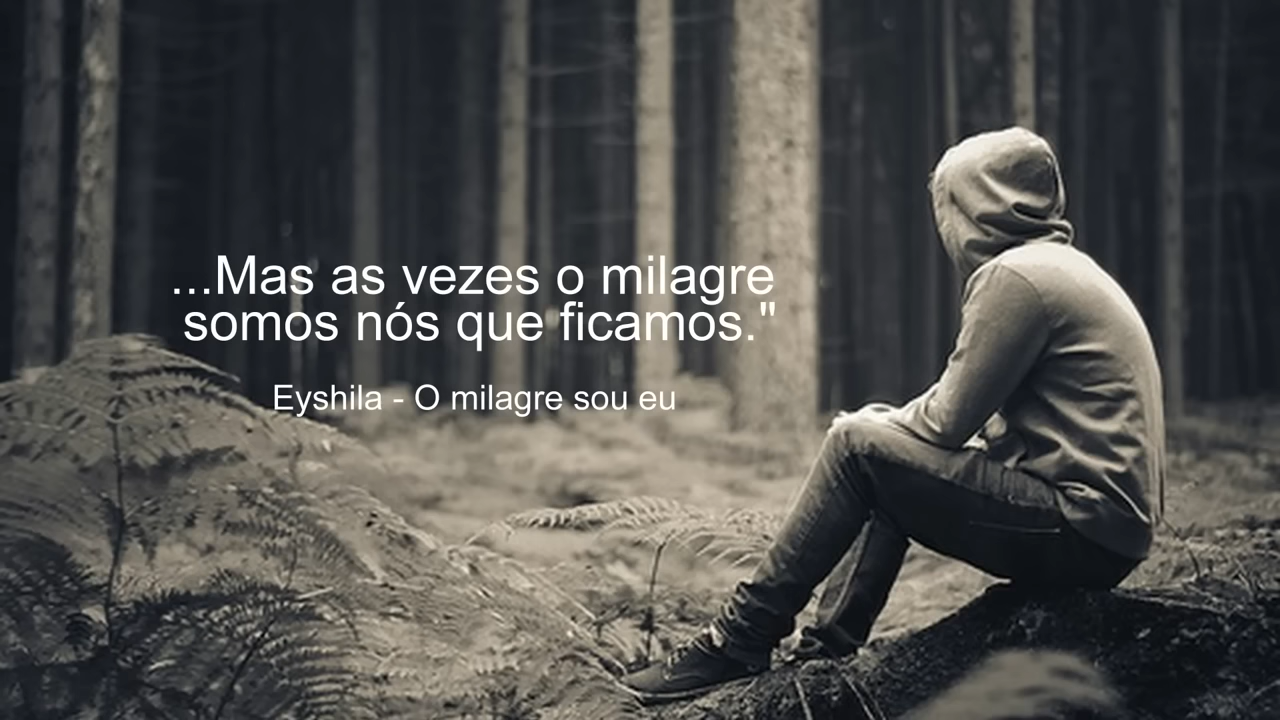 ...Mas as vezes o milagre
somos nós que ficamos."
Eyshila - O milagre sou eu